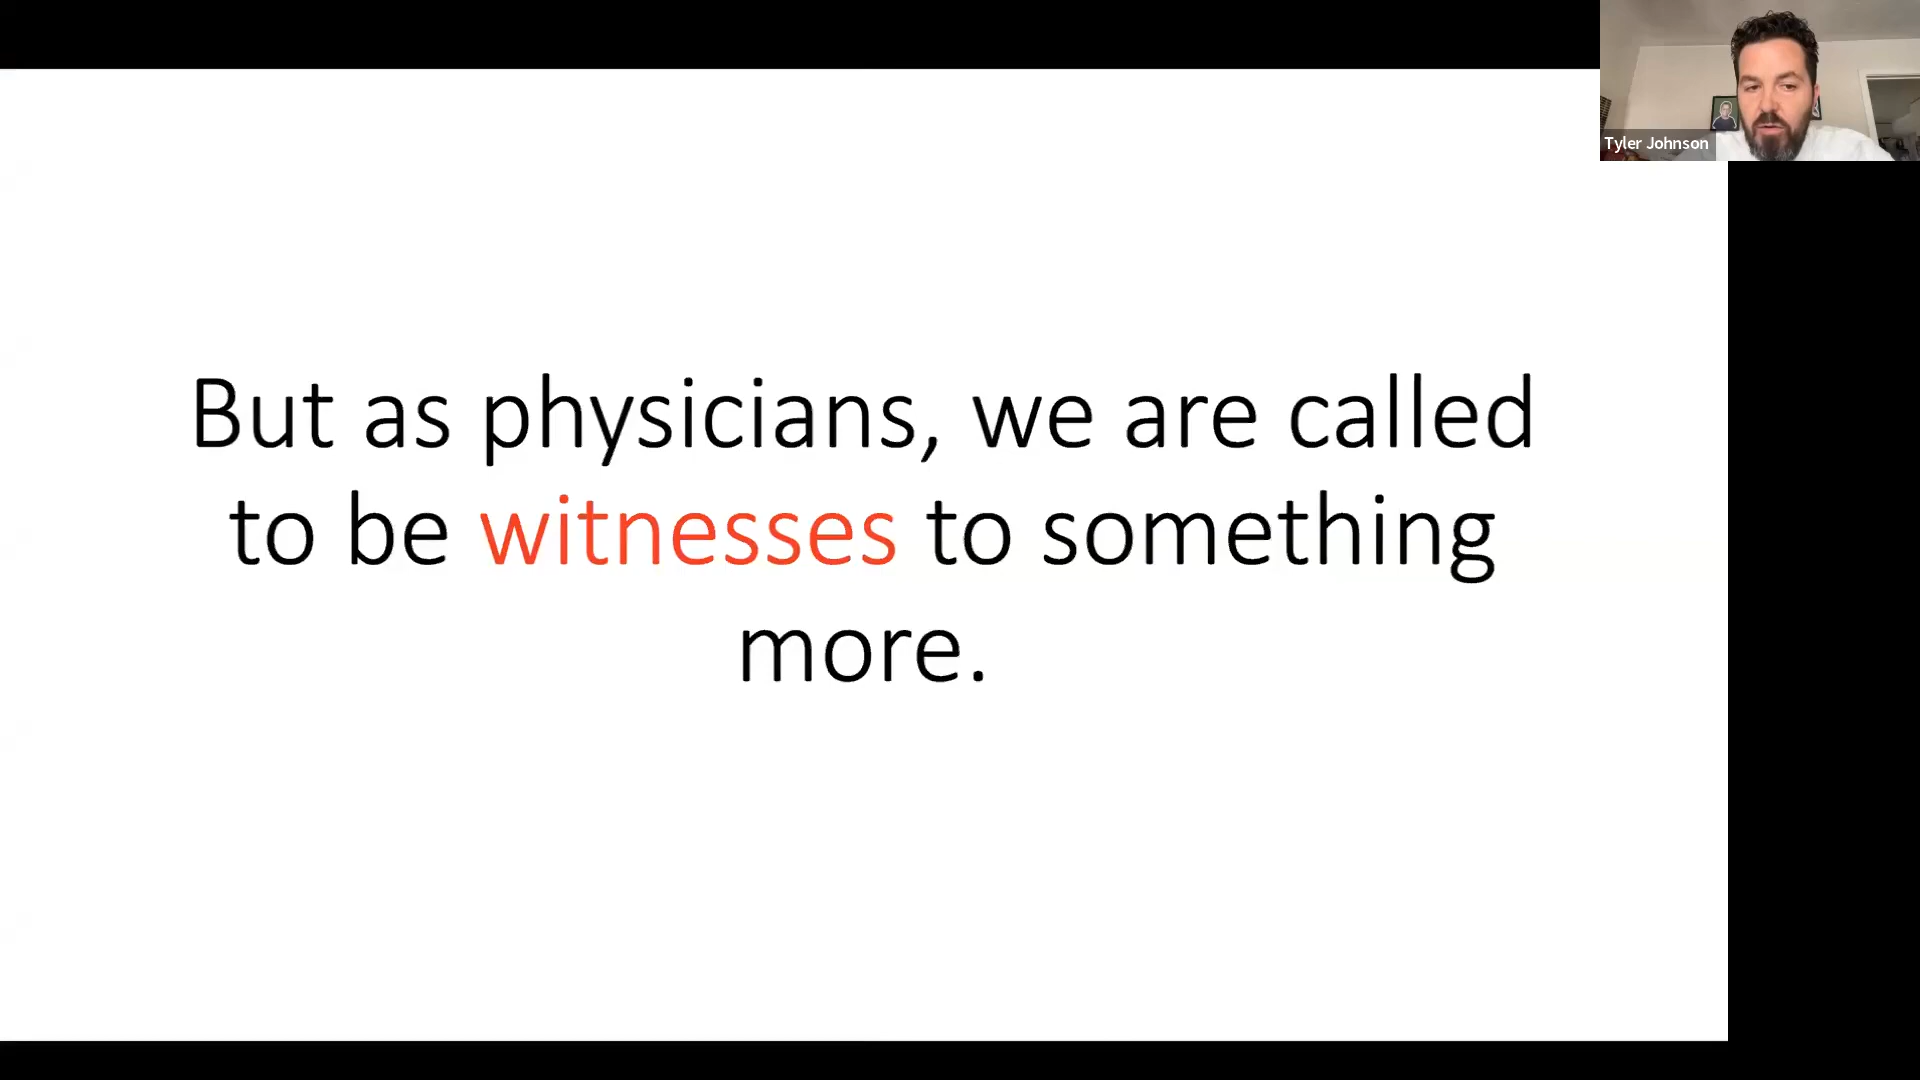 Tyler Johnson
But as physicians, we are called
to be witnesses to something
more.